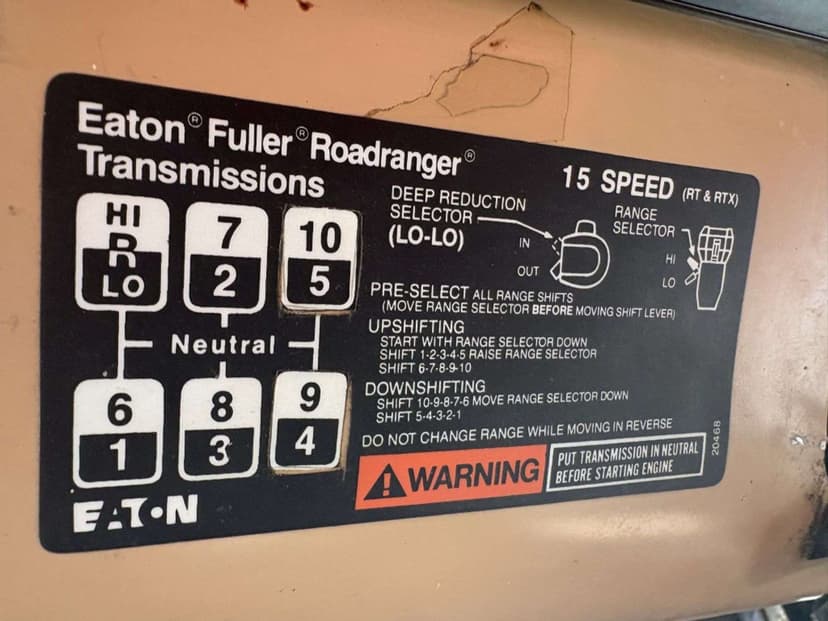 Eaton® Fuller® Roadranger®
Transmissions
15 SPEED (RT & RTX)
HI
R
LO
7
2
10
5
Neutral
6
1
8
3
9
4
EATON
DEEP REDUCTION
SELECTOR
(LO-LO)
IN
OUT
RANGE
SELECTOR
HI
LO
PRE-SELECT ALL RANGE SHIFTS
(MOVE RANGE SELECTOR BEFORE MOVING SHIFT LEVER)
UPSHIFTING
START WITH RANGE SELECTOR DOWN
SHIFT 1-2-3-4-5 RAISE RANGE SELECTOR
SHIFT 6-7-8-9-10
DOWNSHIFTING
SHIFT 10-9-8-7-6 MOVE RANGE SELECTOR DOWN
SHIFT 5-4-3-2-1
DO NOT CHANGE RANGE WHILE MOVING IN REVERSE
WARNING
PUT TRANSMISSION IN NEUTRAL
BEFORE STARTING ENGINE
20468